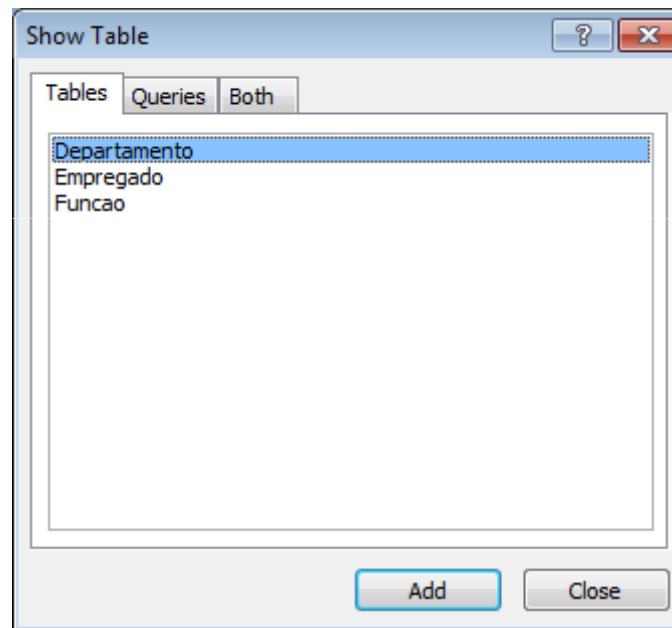 Show Table
Tables Queries Both
Departamento
Empregado
Funcao
Add Close